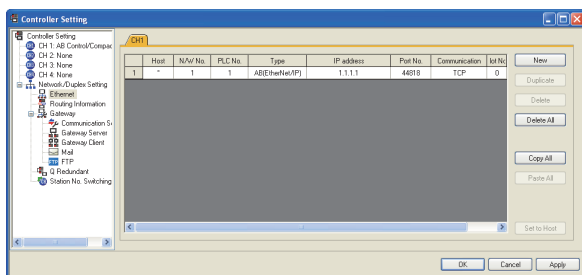 Controller Setting
Controller Setting
CH 1: AB Control/Compac
CH 2: None
CH 3: None
CH 4: None
Network/Duplex Setting
Ethernet
Routing Information
Gateway
Communication S
Gateway Server
Gateway Client
Mail
FTP FTP
Q Redundant
Station No. Switching
CH1
Host N/W No. PLC No. Type IP address Port No. Communication lot No
1 * 1 1 AB(EtherNet/IP) 1.1.1.1 44818 TCP 0
New
Duplicate
Delete
Delete All
Copy All
Paste All
Set to Host
OK Cancel Apply